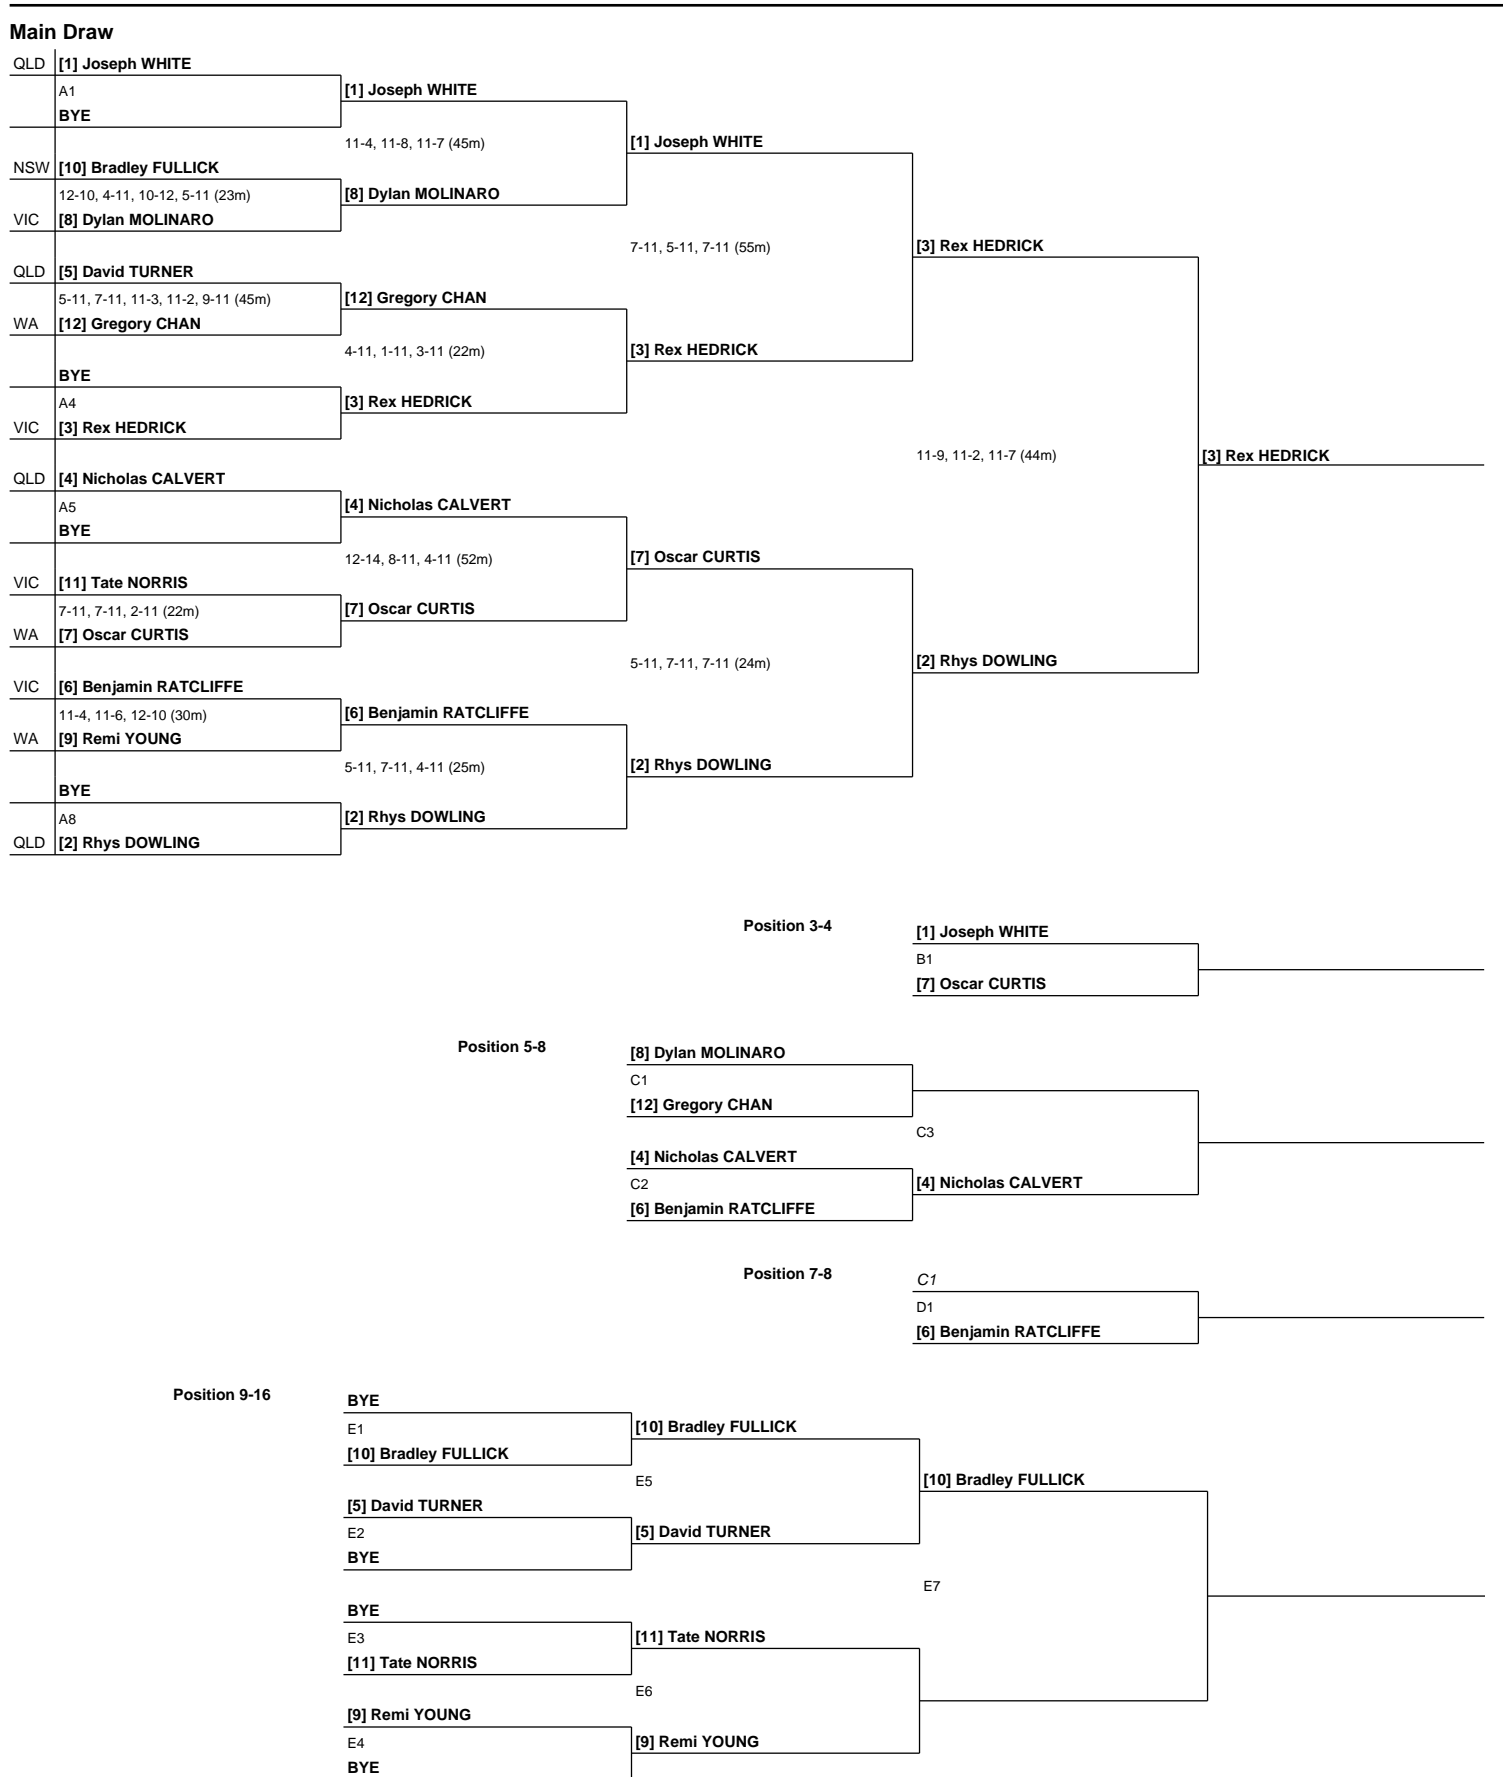 Main Draw
QLD [1] Joseph WHITE
A1 [1] Joseph WHITE
BYE
11-4, 11-8, 11-7 (45m) [1] Joseph WHITE
NSW [10] Bradley FULLICK
12-10, 4-11, 10-12, 5-11 (23m) [8] Dylan MOLINARO
VIC [8] Dylan MOLINARO
7-11, 5-11, 7-11 (55m) [3] Rex HEDRICK
QLD [5] David TURNER
5-11, 7-11, 11-3, 11-2, 9-11 (45m) [12] Gregory CHAN
WA [12] Gregory CHAN
4-11, 1-11, 3-11 (22m) [3] Rex HEDRICK
BYE
A4 [3] Rex HEDRICK
VIC [3] Rex HEDRICK
11-9, 11-2, 11-7 (44m) [3] Rex HEDRICK
QLD [4] Nicholas CALVERT
A5 [4] Nicholas CALVERT
BYE
12-14, 8-11, 4-11 (52m) [7] Oscar CURTIS
VIC [11] Tate NORRIS
7-11, 7-11, 2-11 (22m) [7] Oscar CURTIS
WA [7] Oscar CURTIS
5-11, 7-11, 7-11 (24m) [2] Rhys DOWLING
VIC [6] Benjamin RATCLIFFE
11-4, 11-6, 12-10 (30m) [6] Benjamin RATCLIFFE
WA [9] Remi YOUNG
5-11, 7-11, 4-11 (25m) [2] Rhys DOWLING
BYE
A8 [2] Rhys DOWLING
QLD [2] Rhys DOWLING
Position 3-4 [1] Joseph WHITE
B1
[7] Oscar CURTIS
Position 5-8 [8] Dylan MOLINARO
C1
[12] Gregory CHAN
C3
[4] Nicholas CALVERT
C2 [4] Nicholas CALVERT
[6] Benjamin RATCLIFFE
Position 7-8 C1
D1
[6] Benjamin RATCLIFFE
Position 9-16 BYE
E1 [10] Bradley FULLICK
[10] Bradley FULLICK
E5 [10] Bradley FULLICK
[5] David TURNER
E2 [5] David TURNER
BYE
E7
BYE
E3 [11] Tate NORRIS
[11] Tate NORRIS
E6
[9] Remi YOUNG
E4 [9] Remi YOUNG
BYE